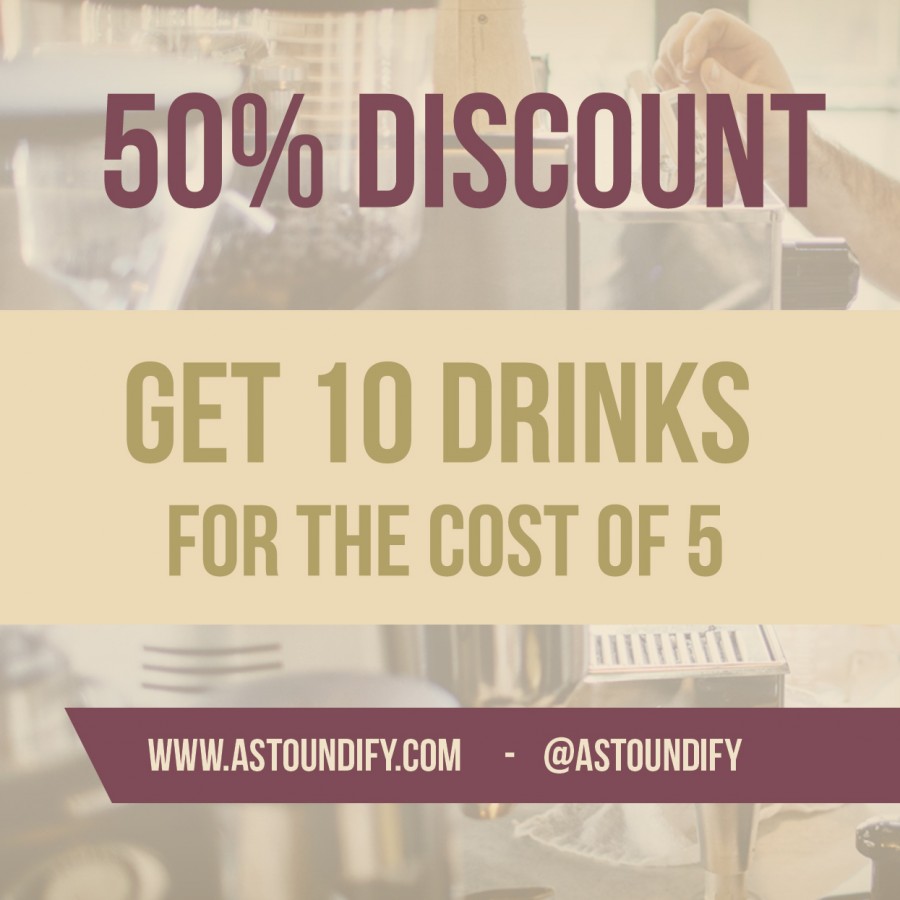 50% DISCOUNT
GET 10 DRINKS
FOR THE COST OF 5
WWW.ASTOUNDIFY.COM - @ASTOUNDIFY